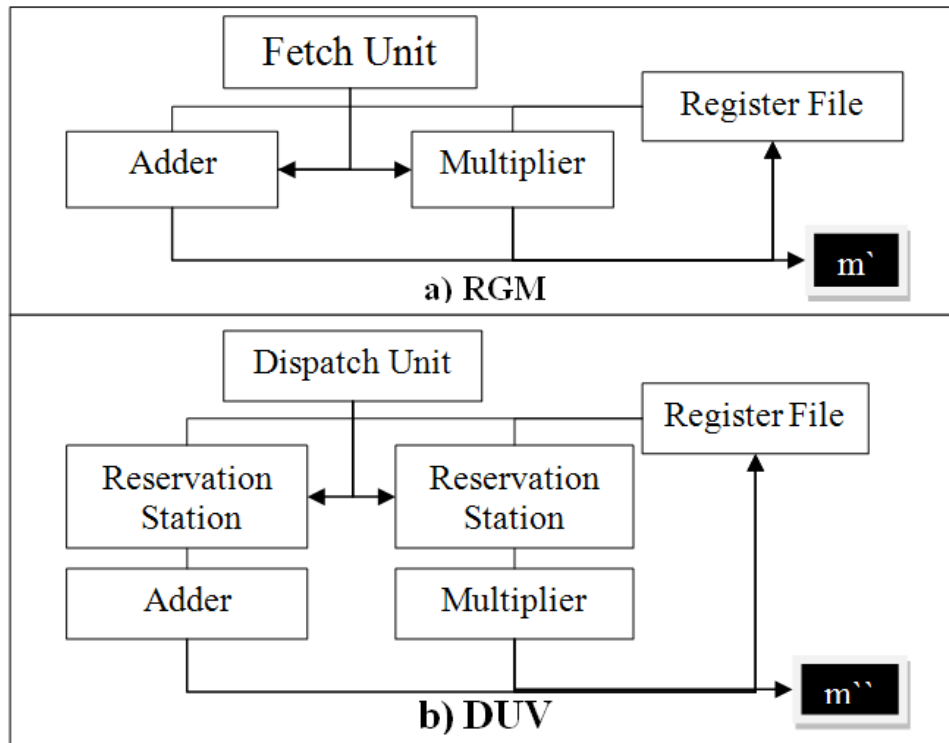 Fetch Unit
Register File
Adder
Multiplier
m`
a) RGM
Dispatch Unit
Register File
Reservation
Station
Reservation
Station
Adder
Multiplier
m``
b) DUV